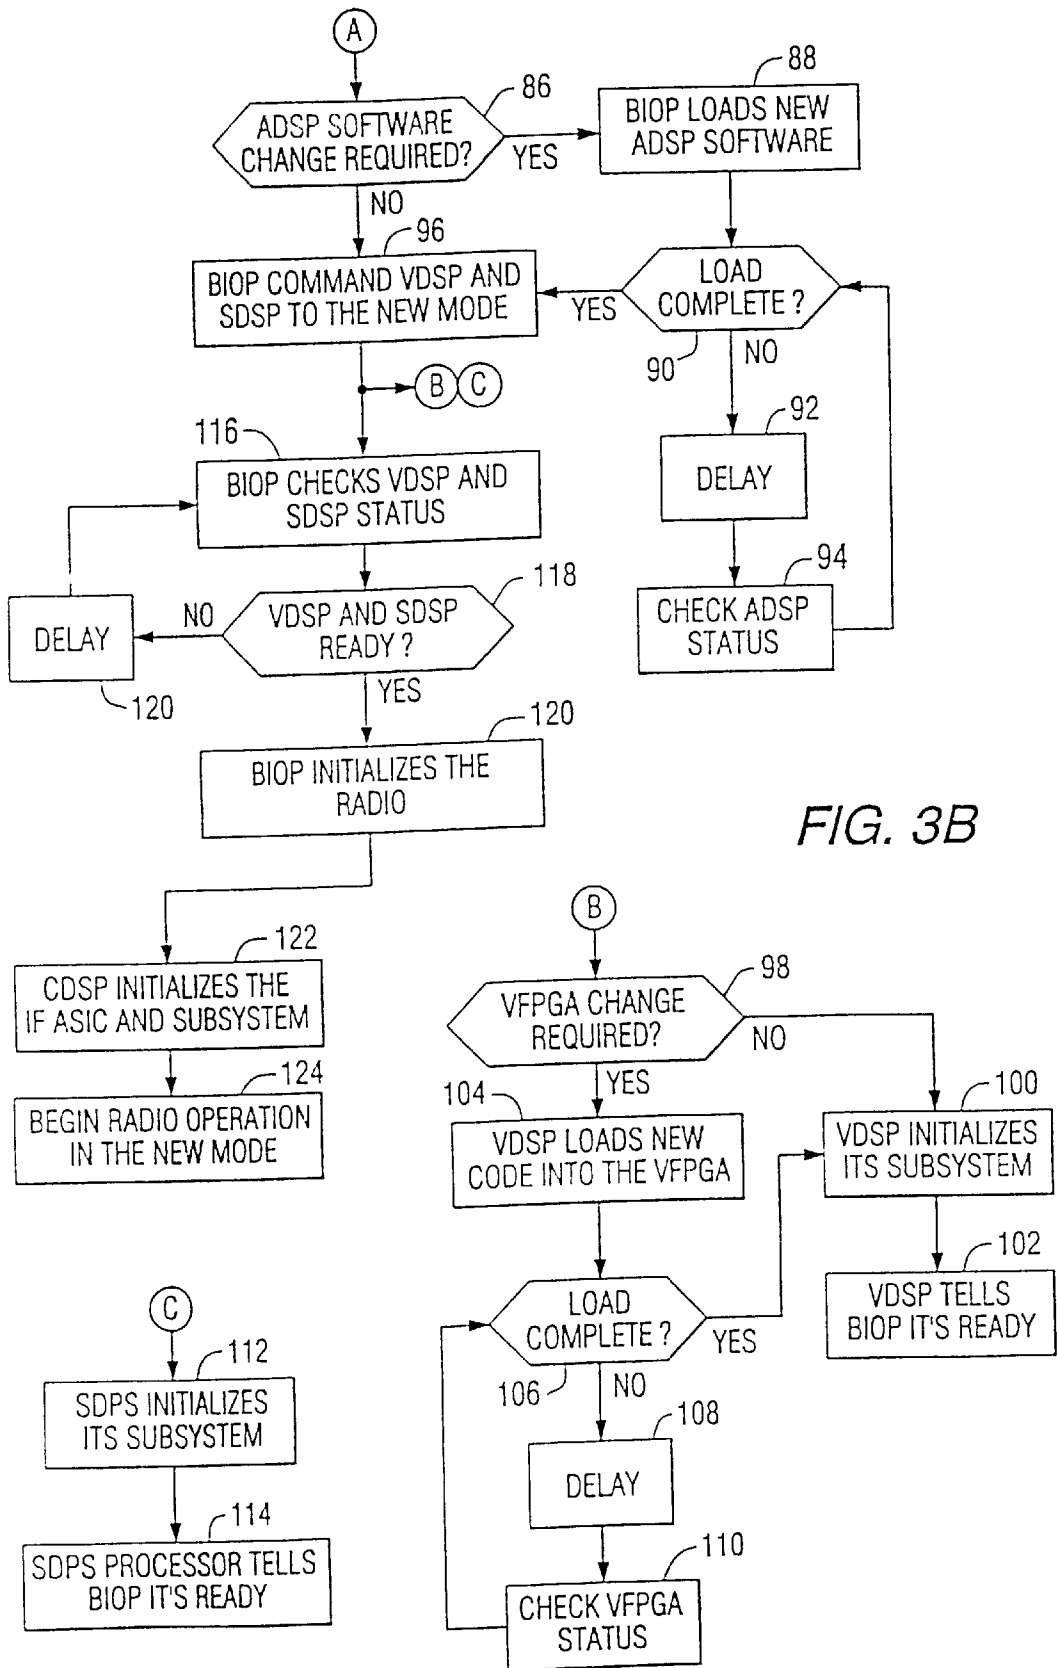 A
86
ADSP SOFTWARE
CHANGE REQUIRED?
YES
NO
88
BIOP LOADS NEW
ADSP SOFTWARE
96
BIOP COMMAND VDSP AND
SDSP TO THE NEW MODE
YES
LOAD
COMPLETE ?
90
NO
B C
92
DELAY
116
BIOP CHECKS VDSP AND
SDSP STATUS
94
CHECK ADSP
STATUS
118
VDSP AND SDSP
READY ?
NO
DELAY
120
YES
120
BIOP INITIALIZES THE
RADIO
FIG. 3B
122
CDSP INITIALIZES THE
IF ASIC AND SUBSYSTEM
124
BEGIN RADIO OPERATION
IN THE NEW MODE
B
98
VFPGA CHANGE
REQUIRED?
NO
YES
104
VDSP LOADS NEW
CODE INTO THE VFPGA
100
VDSP INITIALIZES
ITS SUBSYSTEM
102
VDSP TELLS
BIOP IT'S READY
LOAD
COMPLETE ?
YES
106
NO
108
DELAY
110
CHECK VFPGA
STATUS
C
112
SDPS INITIALIZES
ITS SUBSYSTEM
114
SDPS PROCESSOR TELLS
BIOP IT'S READY